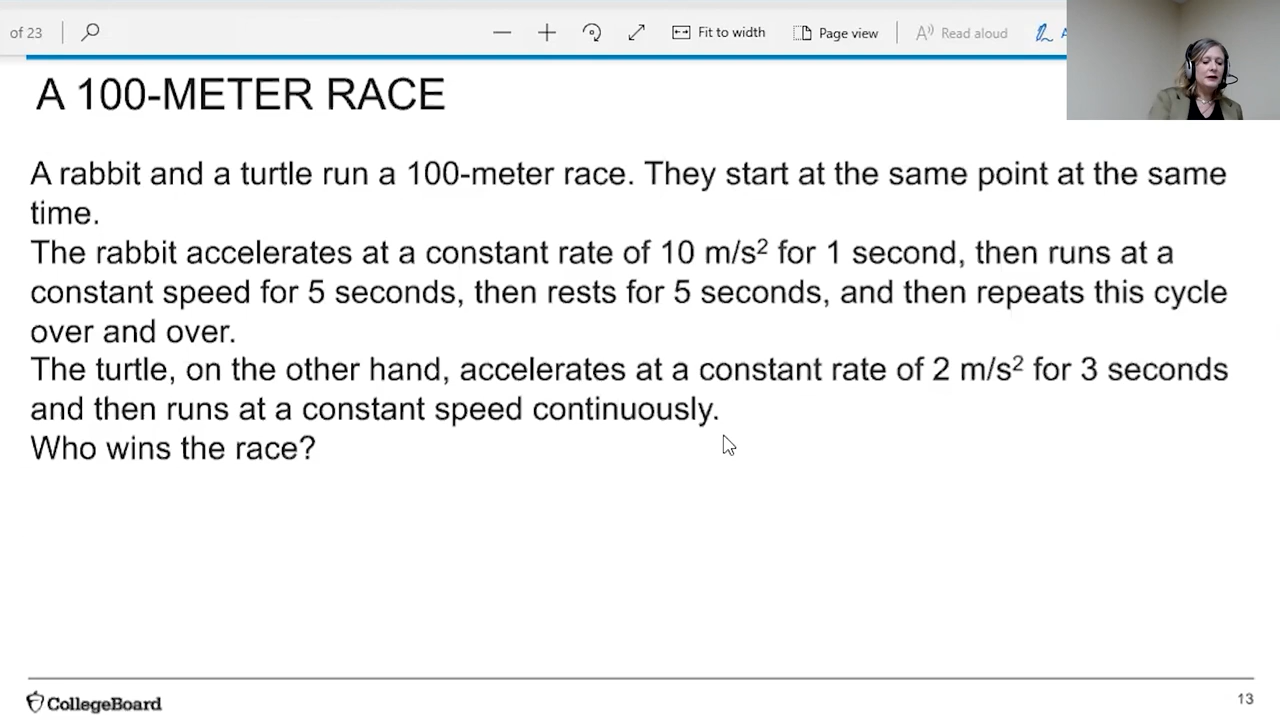 of 23
Fit to width
Page view
Read aloud
A 100-METER RACE
A rabbit and a turtle run a 100-meter race. They start at the same point at the same
time.
The rabbit accelerates at a constant rate of 10 m/s² for 1 second, then runs at a
constant speed for 5 seconds, then rests for 5 seconds, and then repeats this cycle
over and over.
The turtle, on the other hand, accelerates at a constant rate of 2 m/s² for 3 seconds
and then runs at a constant speed continuously.
Who wins the race?
CollegeBoard
13